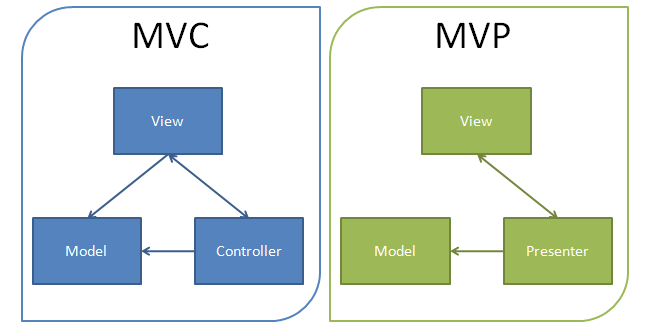 MVC
View
Model
Controller
MVP
View
Model
Presenter